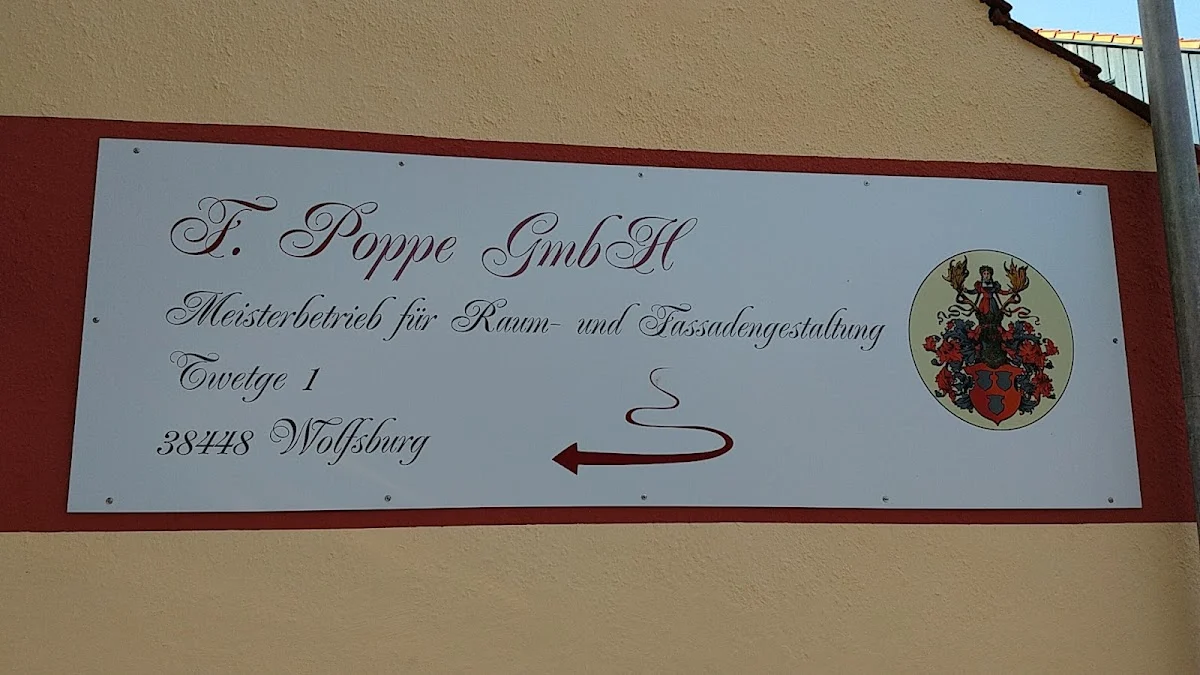 F. Poppe GmbH
Meisterbetrieb für Raum- und Fassadengestaltung
Twetge 1
38448 Wolfsburg